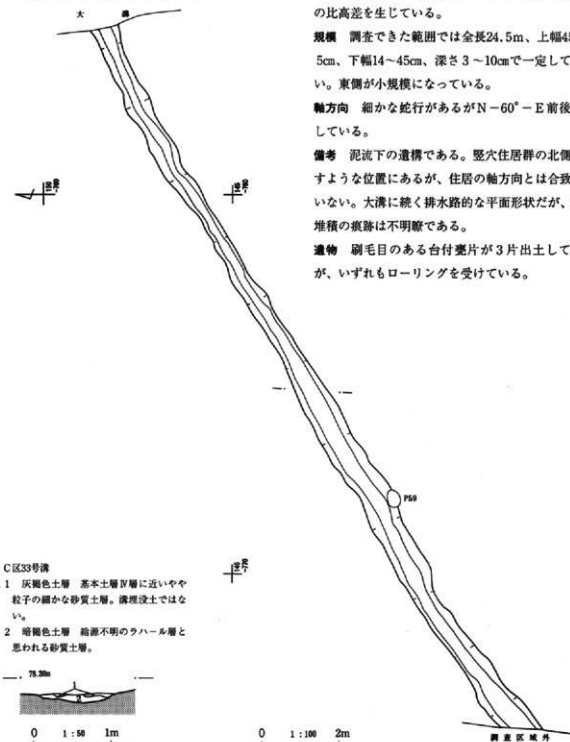 大溝
の比高差を生じている。
規模 調査できた範囲では全長24.5m、上幅45
5cm、下幅14～45cm、深さ3～10cmで一定して
い。東側が小規模になっている。
軸方向 細かな蛇行があるがN－60°－E前後
している。
備考 泥流下の遺構である。竪穴住居群の北側
すような位置にあるが、住居の軸方向とは合致
いない。大溝に続く排水路的な平面形状だが、
堆積の痕跡は不明瞭である。
遺物 刷毛目のある台付甕片が3片出土して
が、いずれもローリングを受けている。
P59
C区33号溝
1 灰褐色土層 基本土層Ⅳ層に近いやや
粒子の細かな砂質土層。溝埋没土ではな
い。
2 暗褐色土層 給源不明のラハール層と
思われる砂質土層。
78.30m
1
2
0 1:50 1m
0 1:100 2m
調査区域外